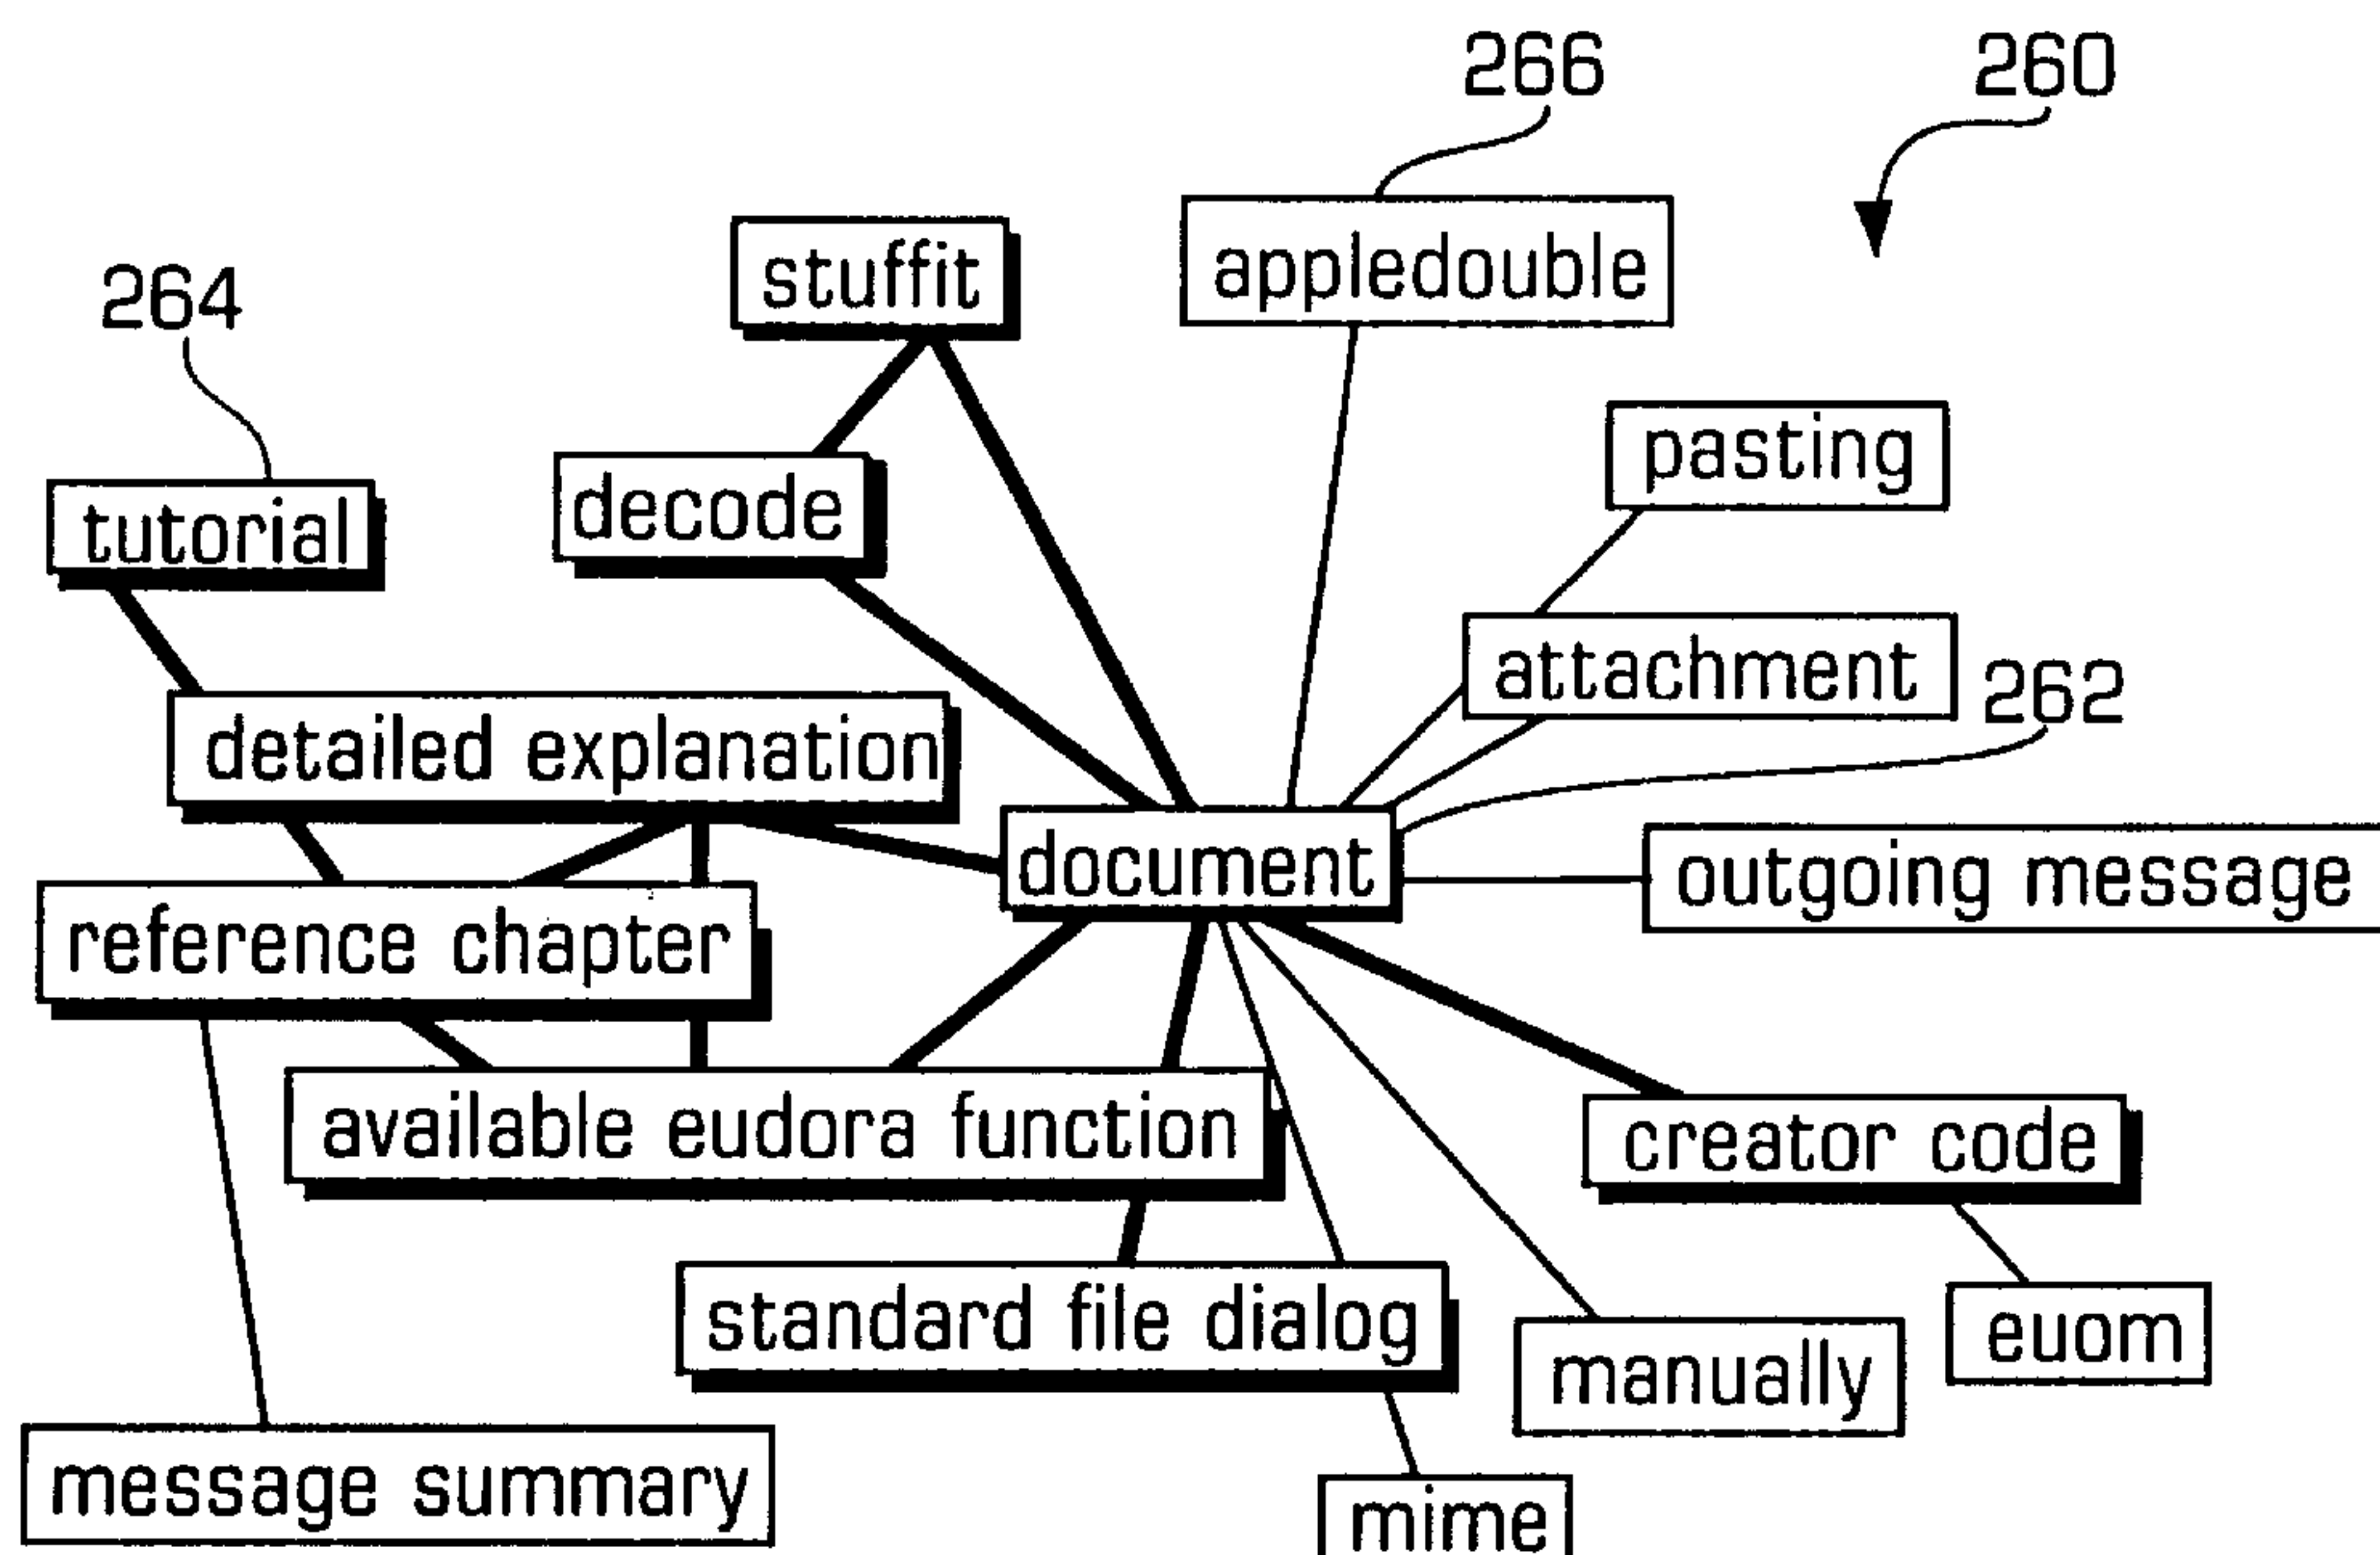 266
260
stuffit
appledouble
264
pasting
decode
tutorial
attachment
262
detailed explanation
document
outgoing message
reference chapter
available eudora function
creator code
standard file dialog
euom
manually
message summary
mime